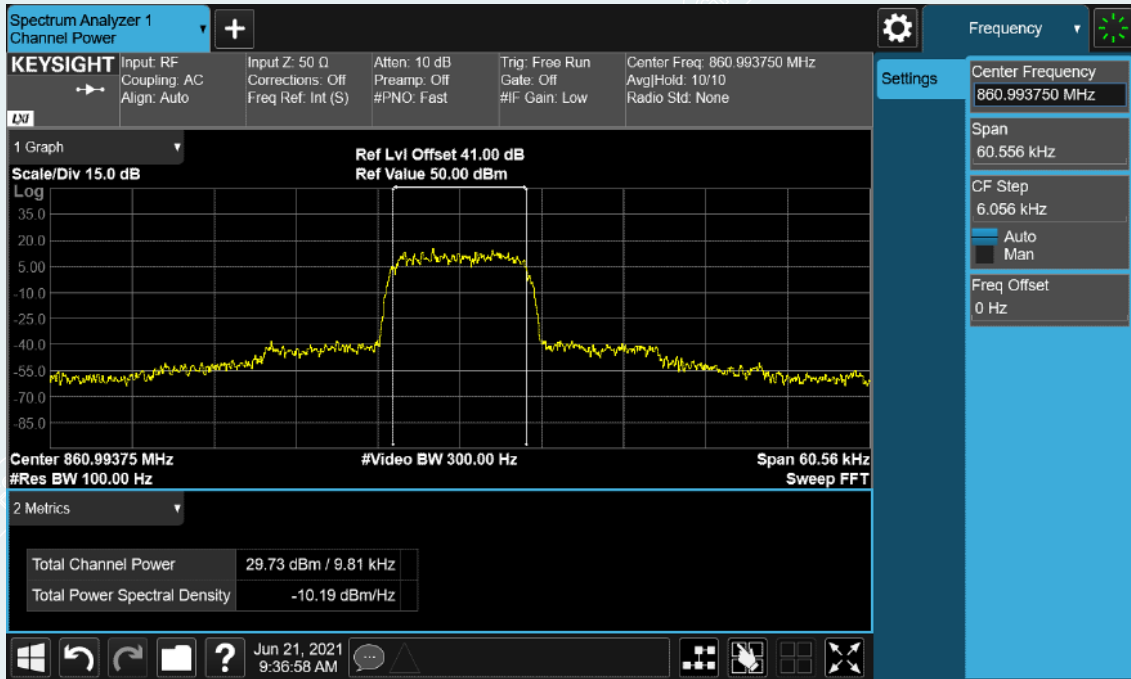 Spectrum Analyzer 1
Channel Power
Frequency
KEYSIGHT
LXI
Input: RF
Coupling: AC
Align: Auto
Input Z: 50 Ω
Corrections: Off
Freq Ref: Int (S)
Atten: 10 dB
Preamp: Off
#PNO: Fast
Trig: Free Run
Gate: Off
#IF Gain: Low
Center Freq: 860.993750 MHz
Avg|Hold: 10/10
Radio Std: None
Settings
Center Frequency
860.993750 MHz
Span
60.556 kHz
CF Step
6.056 kHz
Auto
Man
Freq Offset
0 Hz
1 Graph
Scale/Div 15.0 dB
Ref Lvl Offset 41.00 dB
Ref Value 50.00 dBm
Log
35.0
20.0
5.00
-10.0
-25.0
-40.0
-55.0
-70.0
-85.0
Center 860.99375 MHz
#Video BW 300.00 Hz
Span 60.56 kHz
#Res BW 100.00 Hz
Sweep FFT
2 Metrics
Total Channel Power 29.73 dBm / 9.81 kHz
Total Power Spectral Density -10.19 dBm/Hz
?
Jun 21, 2021
9:36:58 AM